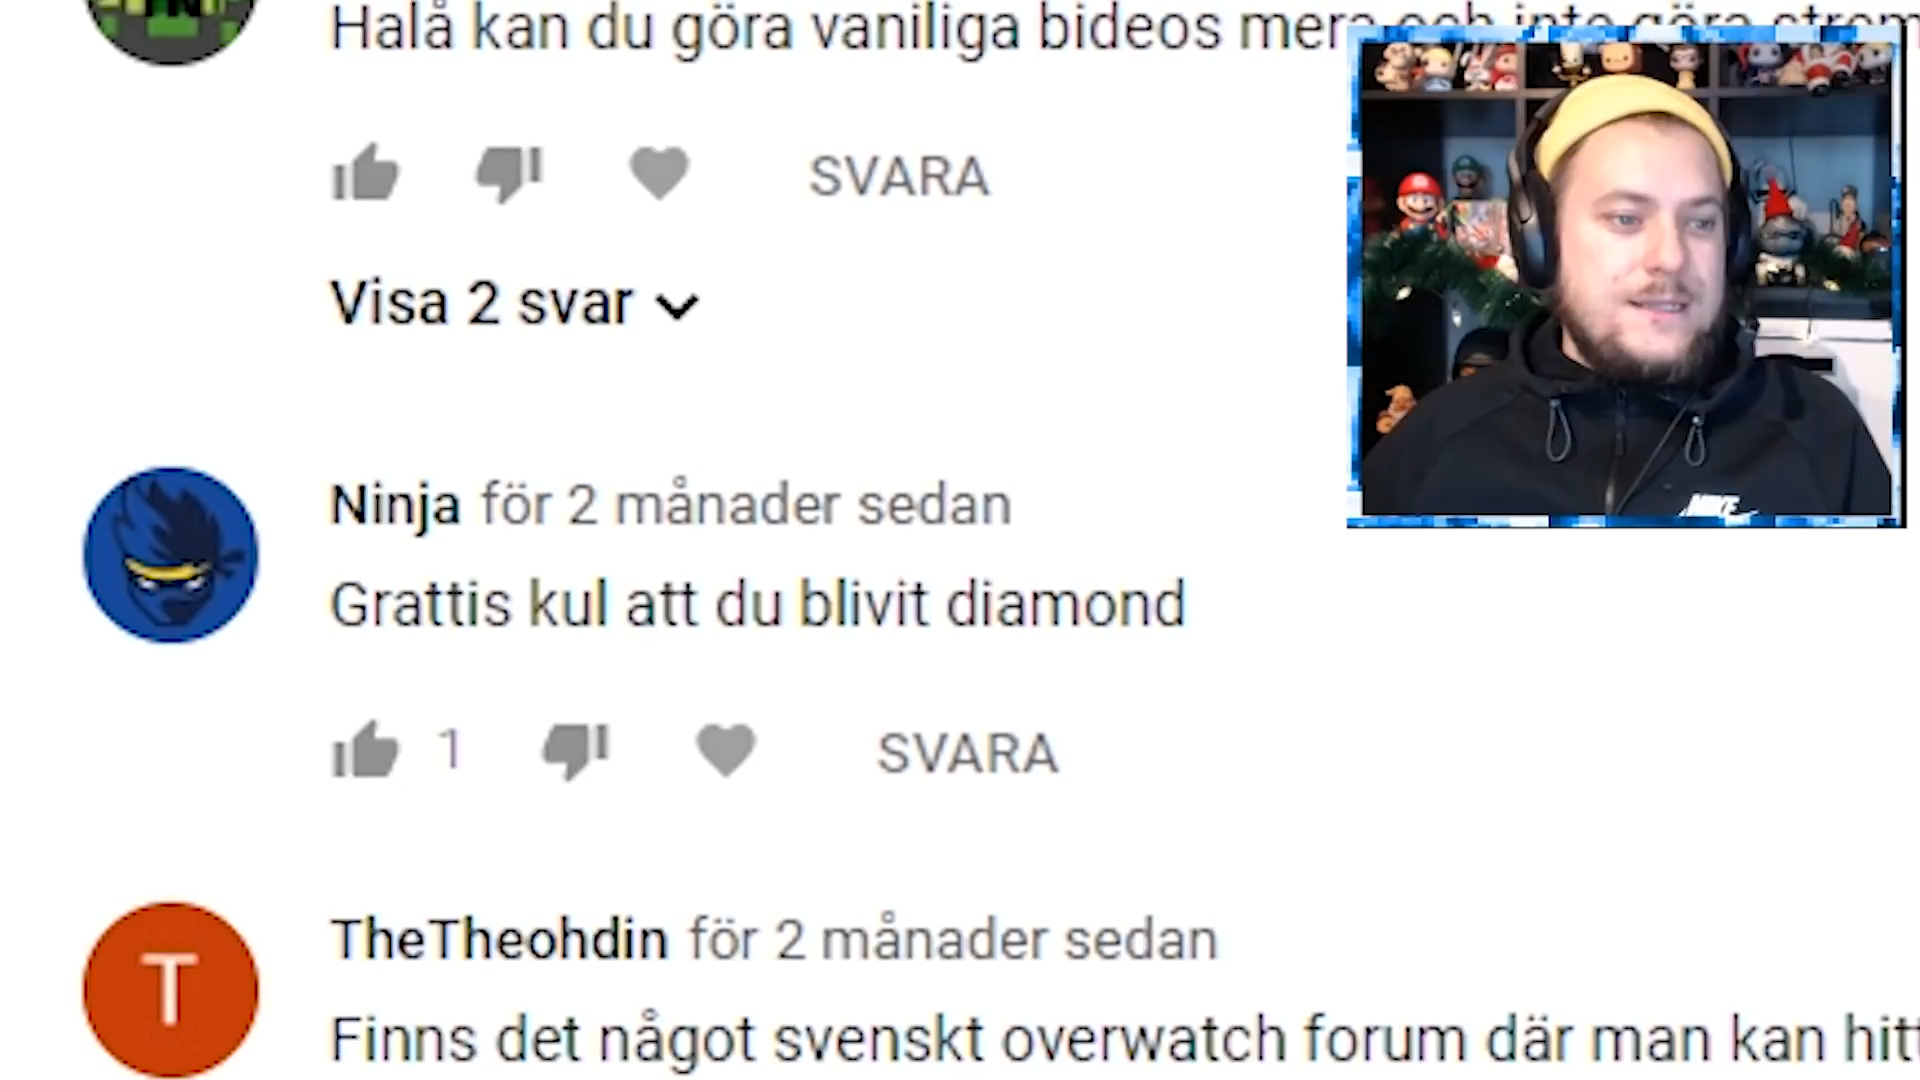 Halå kan du göra vaniliga bideos mera och inte göra strem
SVARA
Visa 2 svar
Ninja för 2 månader sedan
Grattis kul att du blivit diamond
1
SVARA
T
TheTheohdin för 2 månader sedan
Finns det något svenskt overwatch forum där man kan hitt
NIKE